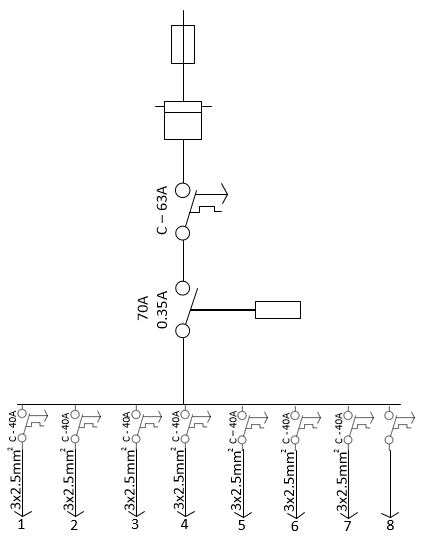 C – 63A
70A
0.35A
C - 40A
C - 40A
C - 40A
C - 40A
C – 40A
C - 40A
C - 40A
3x2.5mm²
3x2.5mm²
3x2.5mm²
3x2.5mm²
3x2.5mm²
3x2.5mm²
3x2.5mm²
1
2
3
4
5
6
7
8